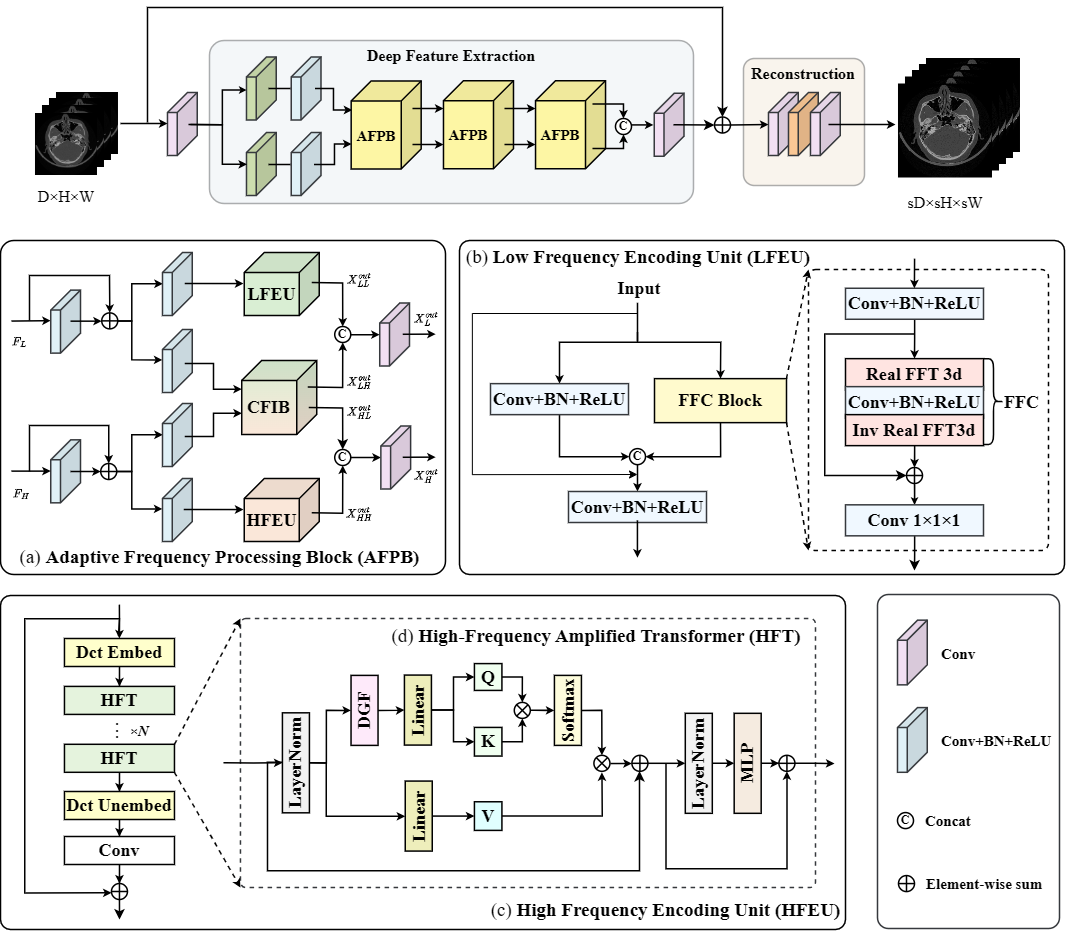 Deep Feature Extraction
Reconstruction
AFPB
AFPB
AFPB
C
D×H×W
sD×sH×sW
LFEU
X_{LL}^{out}
X_{L}^{out}
C
F_L
X_{LH}^{out}
CFIB
X_{HL}^{out}
C
X_{H}^{out}
F_H
HFEU
X_{HH}^{out}
(a) Adaptive Frequency Processing Block (AFPB)
(b) Low Frequency Encoding Unit (LFEU)
Input
Conv+BN+ReLU
FFC Block
C
Conv+BN+ReLU
Conv+BN+ReLU
Real FFT 3d
Conv+BN+ReLU
FFC
Inv Real FFT3d
Conv 1×1×1
Dct Embed
HFT
⋮ ×N
HFT
Dct Unembed
Conv
(d) High-Frequency Amplified Transformer (HFT)
LayerNorm
DGF
Linear
Q
K
Softmax
Linear
V
LayerNorm
MLP
(c) High Frequency Encoding Unit (HFEU)
Conv
Conv+BN+ReLU
C Concat
Element-wise sum